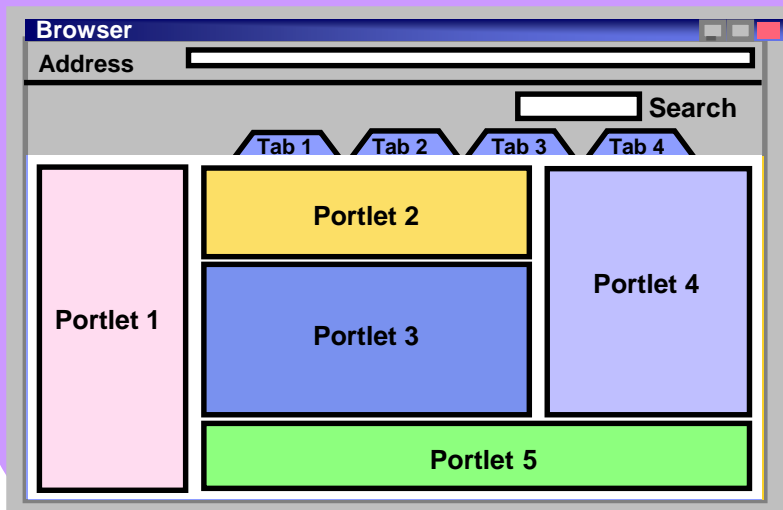 Browser
Address
Search
Tab 1
Tab 2
Tab 3
Tab 4
Portlet 1
Portlet 2
Portlet 3
Portlet 4
Portlet 5